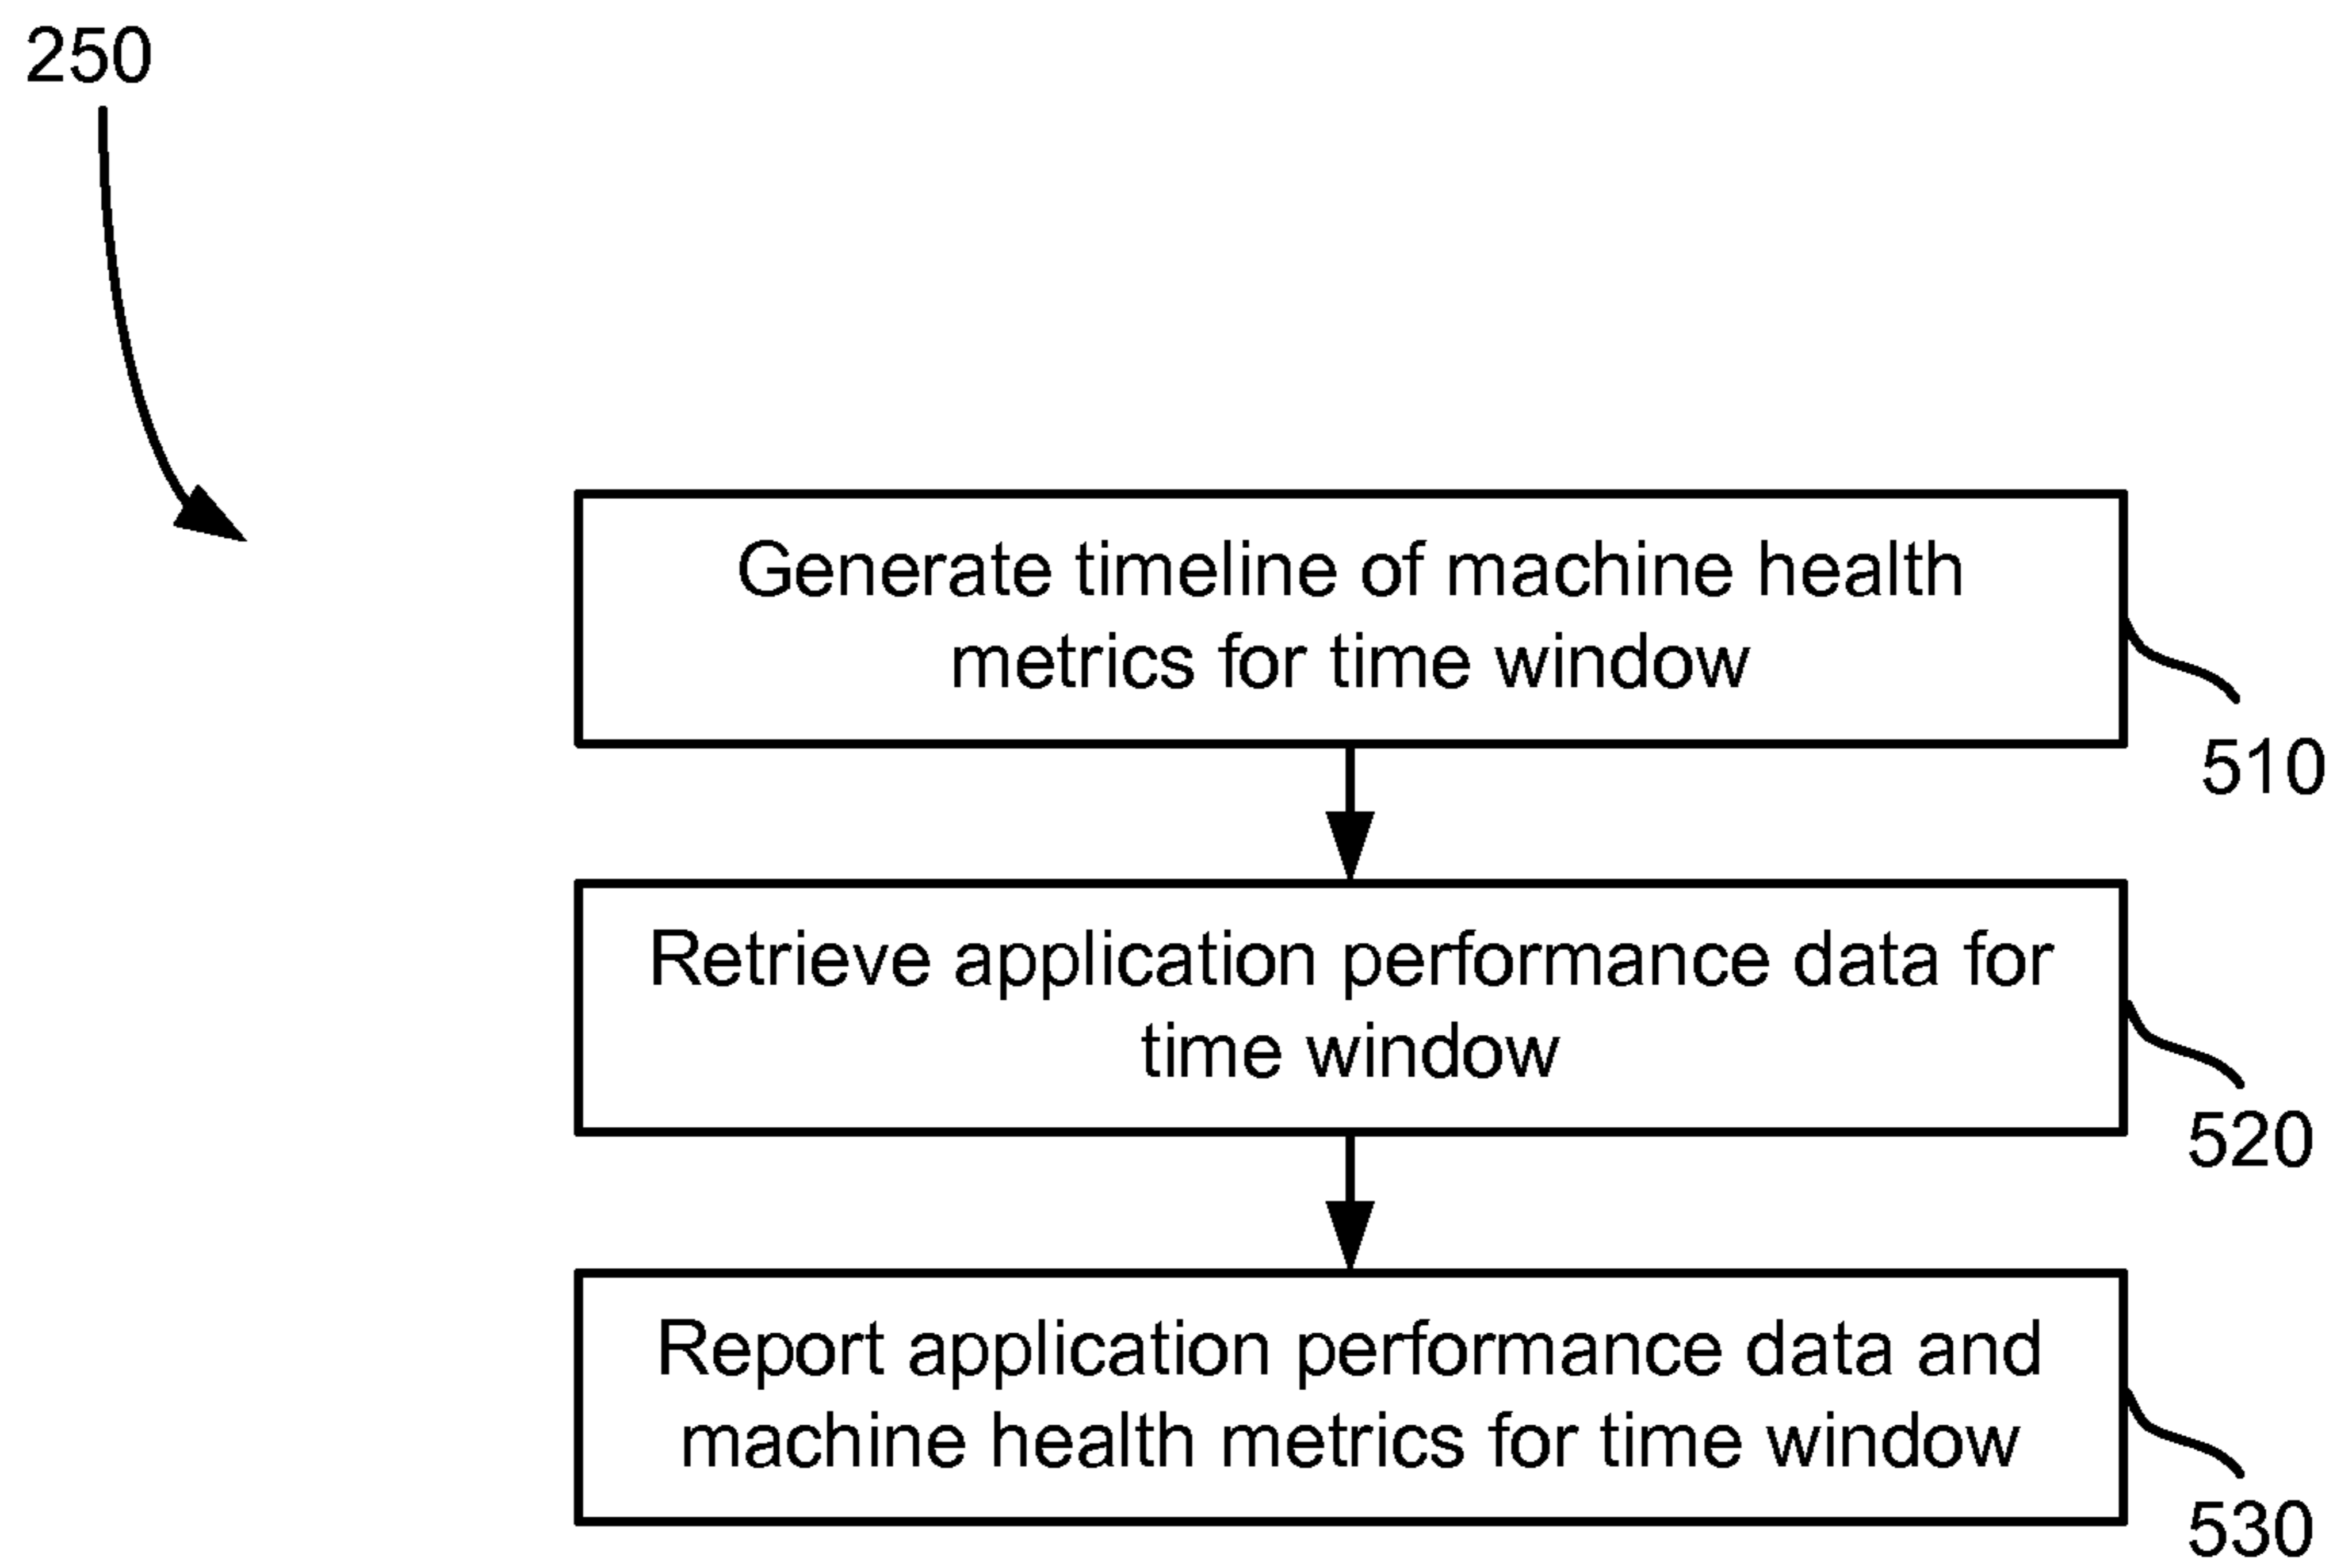 250
Generate timeline of machine health
metrics for time window
510
Retrieve application performance data for
time window
520
Report application performance data and
machine health metrics for time window
530